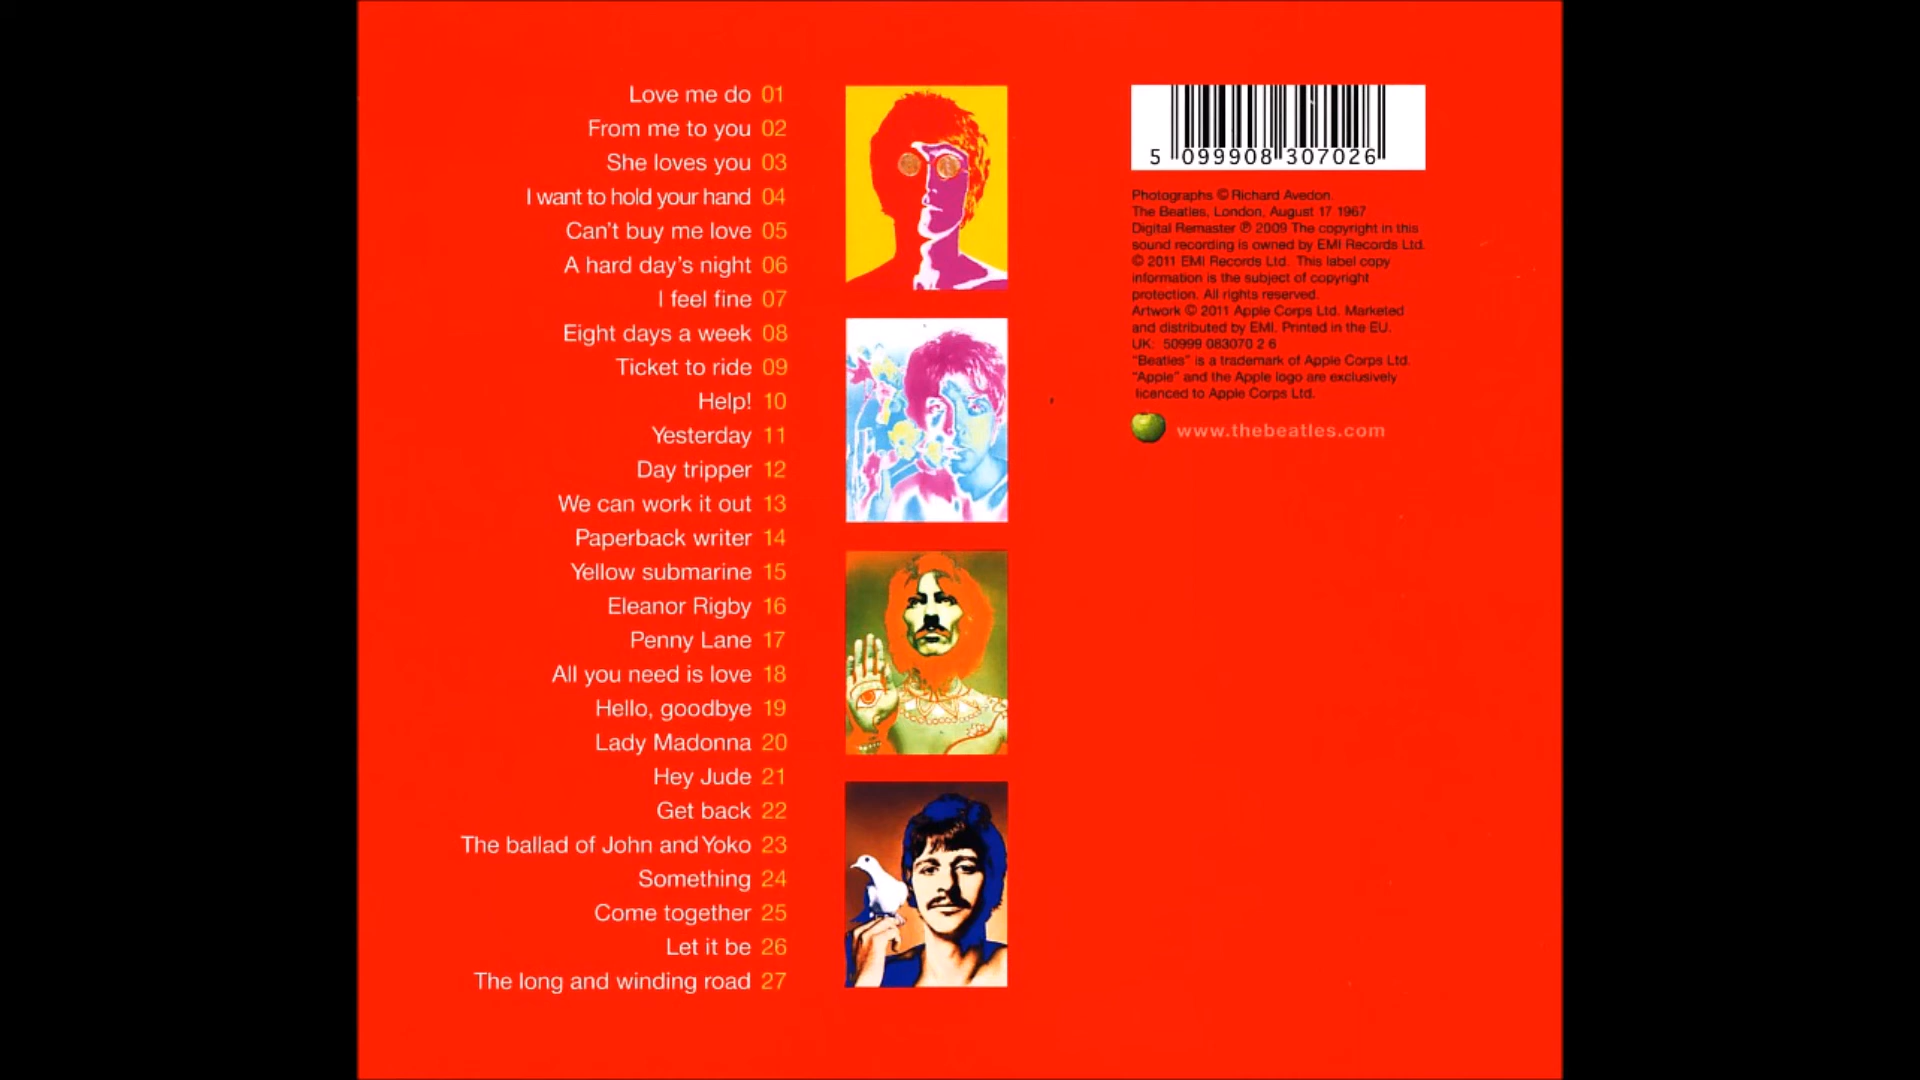 Love me do 01
From me to you 02
She loves you 03
I want to hold your hand 04
Can't buy me love 05
A hard day's night 06
I feel fine 07
Eight days a week 08
Ticket to ride 09
Help! 10
Yesterday 11
Day tripper 12
We can work it out 13
Paperback writer 14
Yellow submarine 15
Eleanor Rigby 16
Penny Lane 17
All you need is love 18
Hello, goodbye 19
Lady Madonna 20
Hey Jude 21
Get back 22
The ballad of John and Yoko 23
Something 24
Come together 25
Let it be 26
The long and winding road 27
5 099908 307026
Photographs © Richard Avedon.
The Beatles, London, August 17 1967
Digital Remaster ℗ 2009 The copyright in this
sound recording is owned by EMI Records Ltd.
© 2011 EMI Records Ltd. This label copy
information is the subject of copyright
protection. All rights reserved.
Artwork © 2011 Apple Corps Ltd. Marketed
and distributed by EMI. Printed in the EU.
UK: 50999 083070 2 6
"Beatles" is a trademark of Apple Corps Ltd.
"Apple" and the Apple logo are exclusively
licenced to Apple Corps Ltd.
www.thebeatles.com